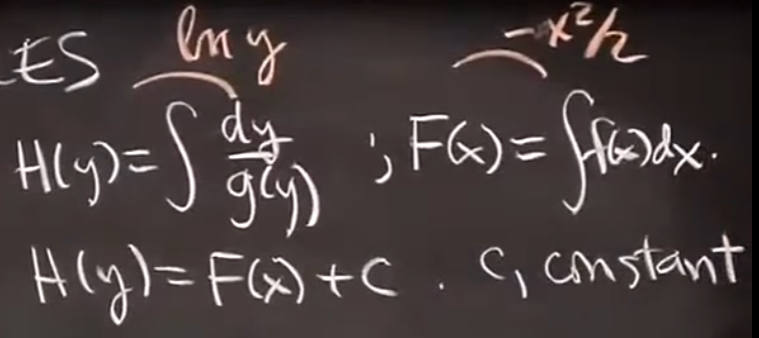 ES ln y -x²/2
H(y)=∫ dy/g(y) ; F(x)=∫f(x)dx.
H(y)=F(x)+C . C, constant